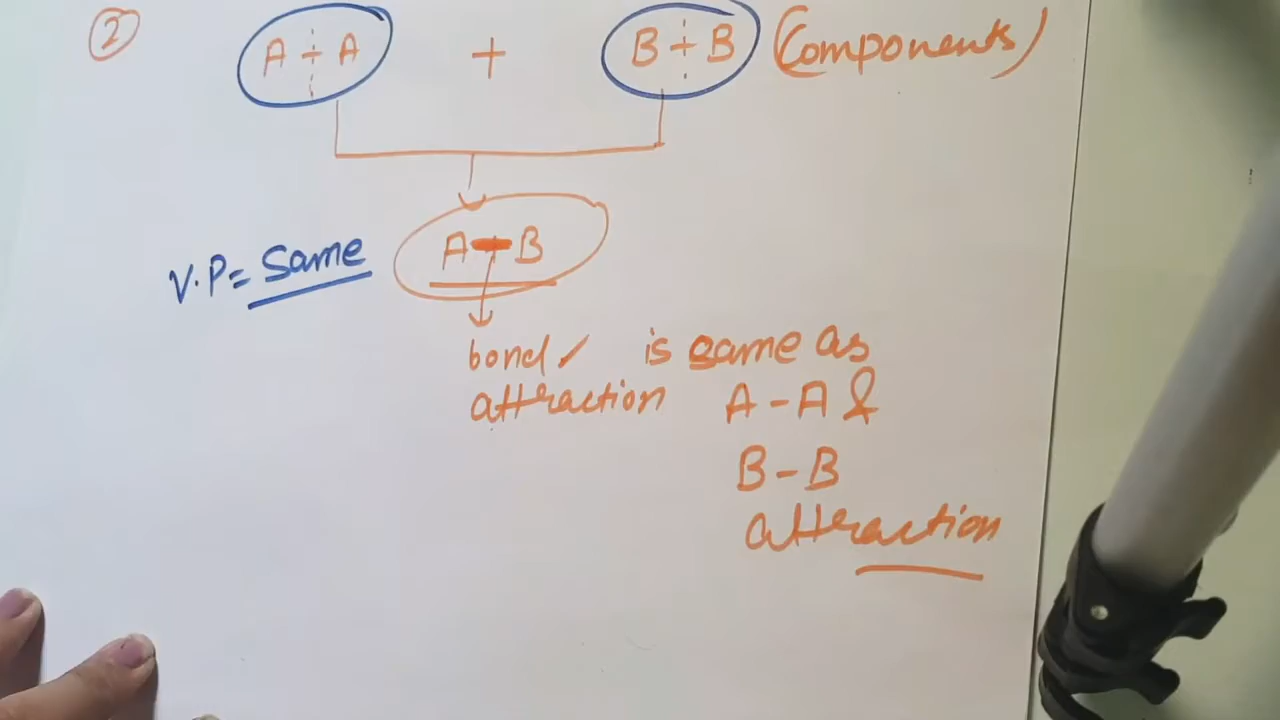 2
A + A + B + B (Components)
V.P= Same
A - B
bond/ is same as
attraction A - A &
B - B
attraction